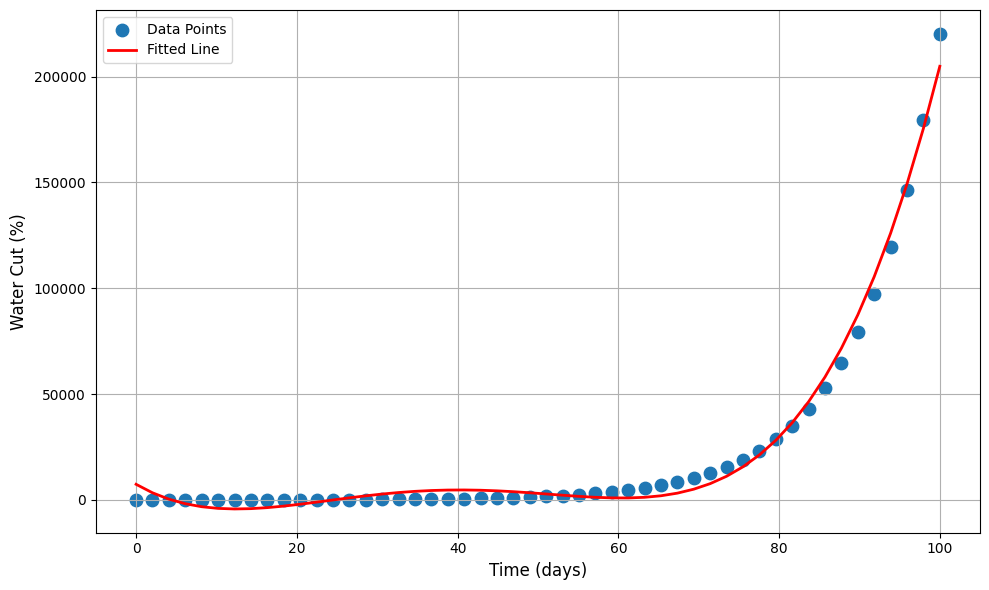 Data Points
Fitted Line
200000
150000
100000
50000
0
Water Cut (%)
0 20 40 60 80 100
Time (days)